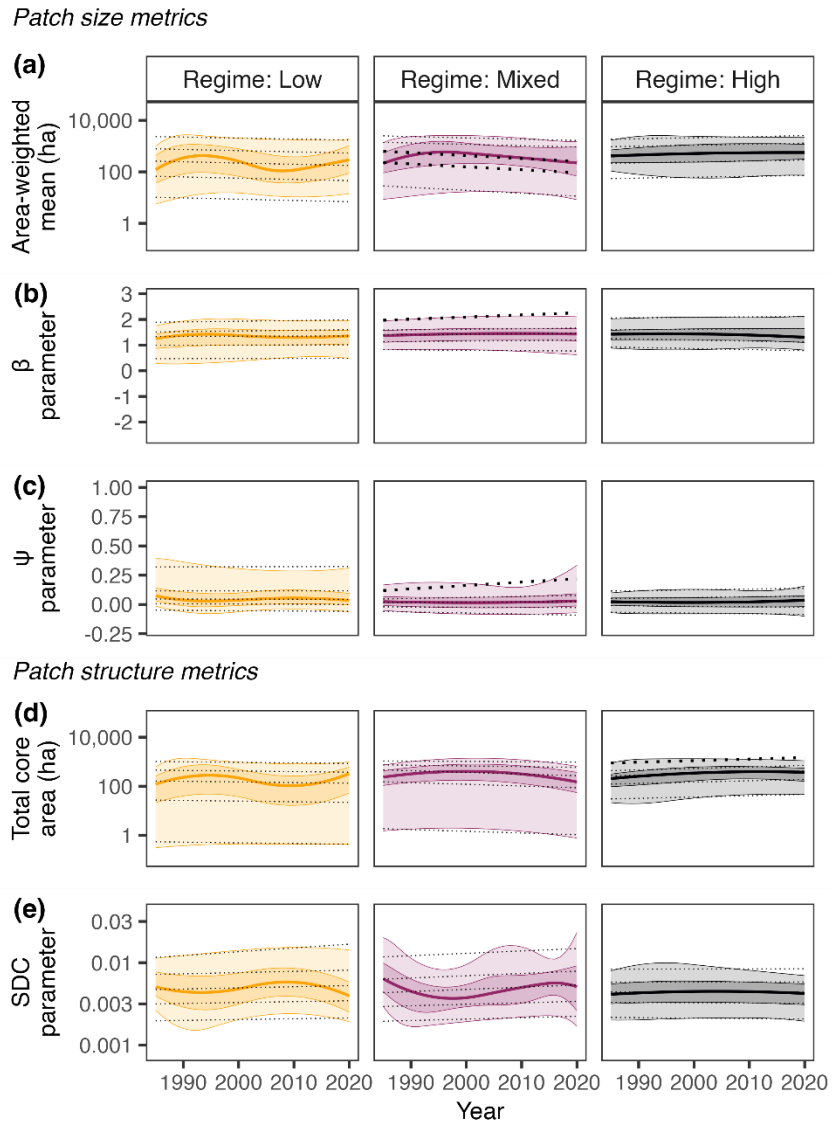 Patch size metrics
(a)
Regime: Low
Regime: Mixed
Regime: High
Area-weighted
mean (ha)
10,000
100
1
(b)
β
parameter
3
2
1
0
-1
-2
(c)
ψ
parameter
1.00
0.75
0.50
0.25
0.00
-0.25
Patch structure metrics
(d)
Total core
area (ha)
10,000
100
1
(e)
SDC
parameter
0.03
0.01
0.003
0.001
1990 2000 2010 2020
1990 2000 2010 2020
1990 2000 2010 2020
Year